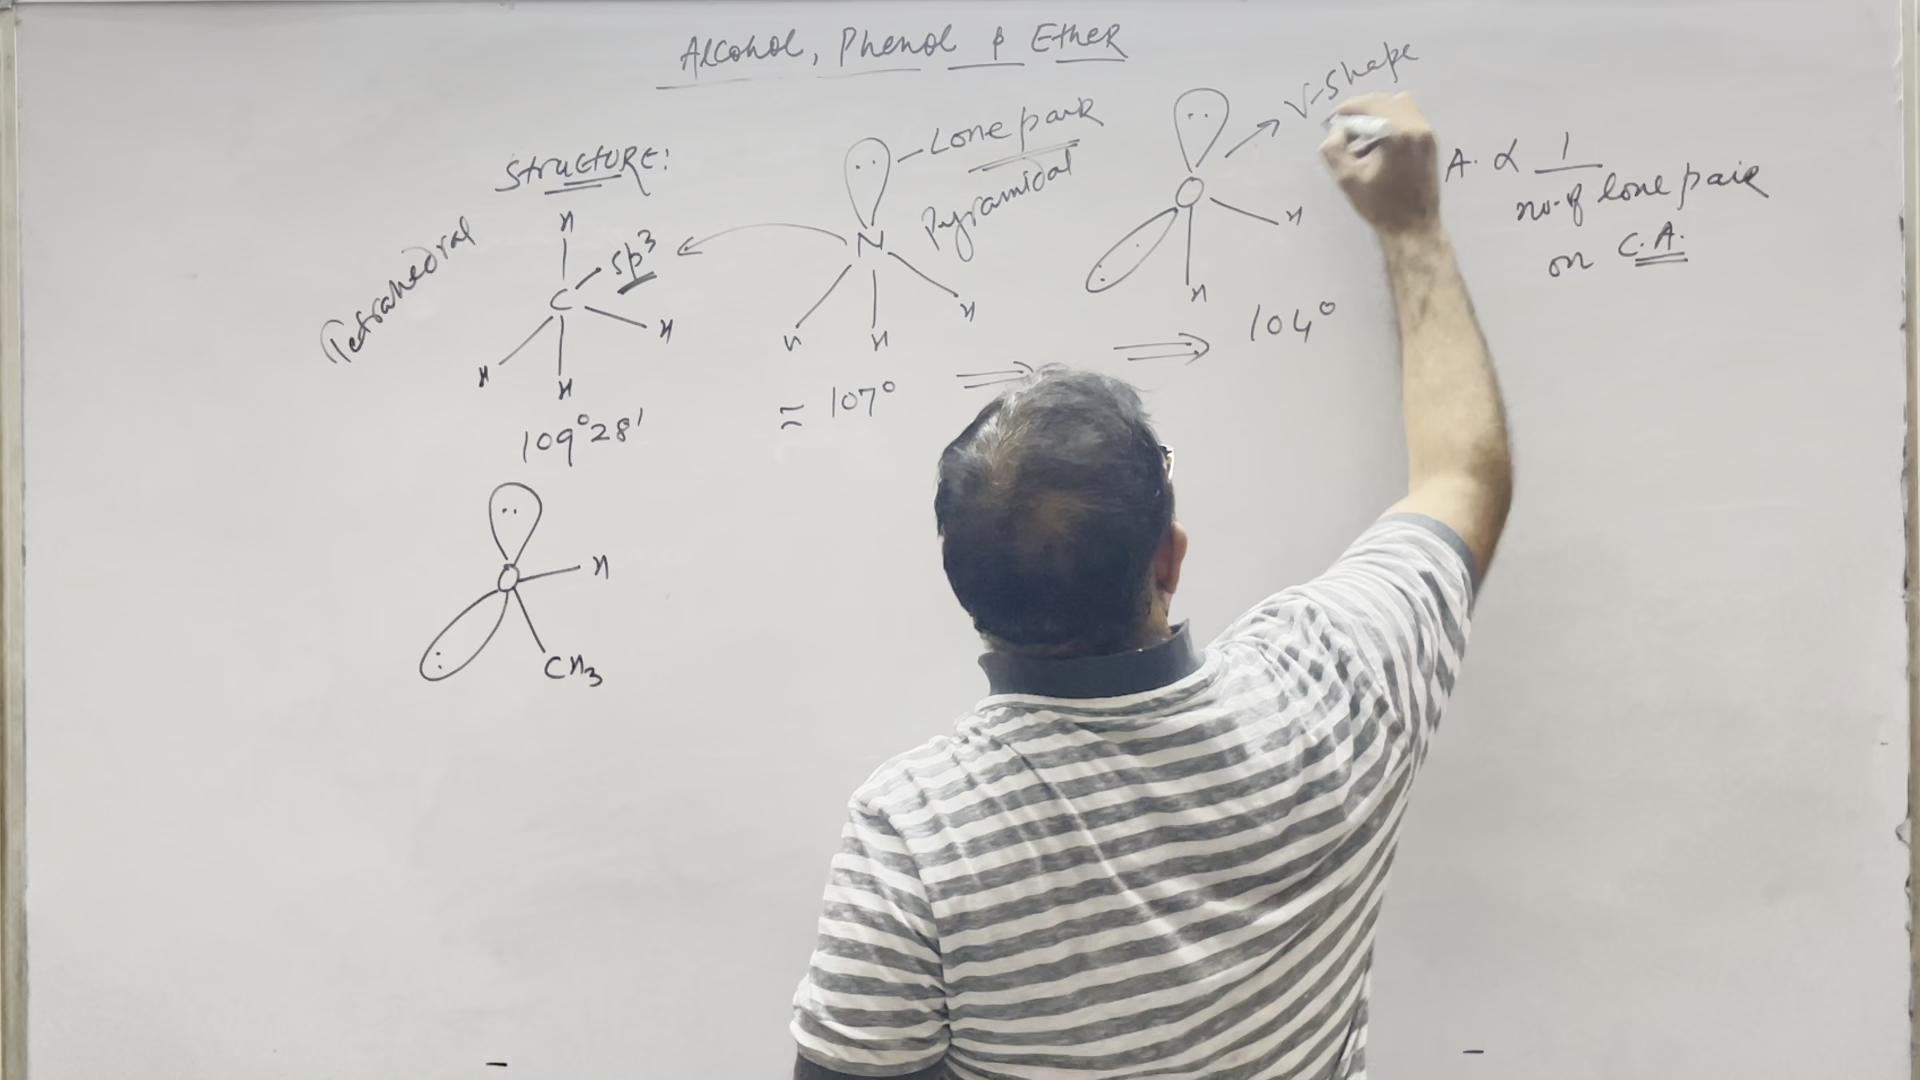 Alcohol, Phenol & Ether
Structure:
Tetrahedral
H
C
sp³
H
H
H
109°28'
Lone pair
Pyramidal
N
H
H
H
≈ 107°
V-Shape
O
H
H
104°
A. ∝ 1
no. of lone pair
on C.A.
O
H
CH₃